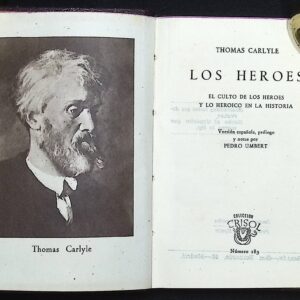 Thomas Carlyle
THOMAS CARLYLE
LOS HEROES
EL CULTO DE LOS HEROES
Y LO HEROICO EN LA HISTORIA
Versión española, prólogo
y notas por
PEDRO UMBERT
COLECCION
CRISOL
Número 183